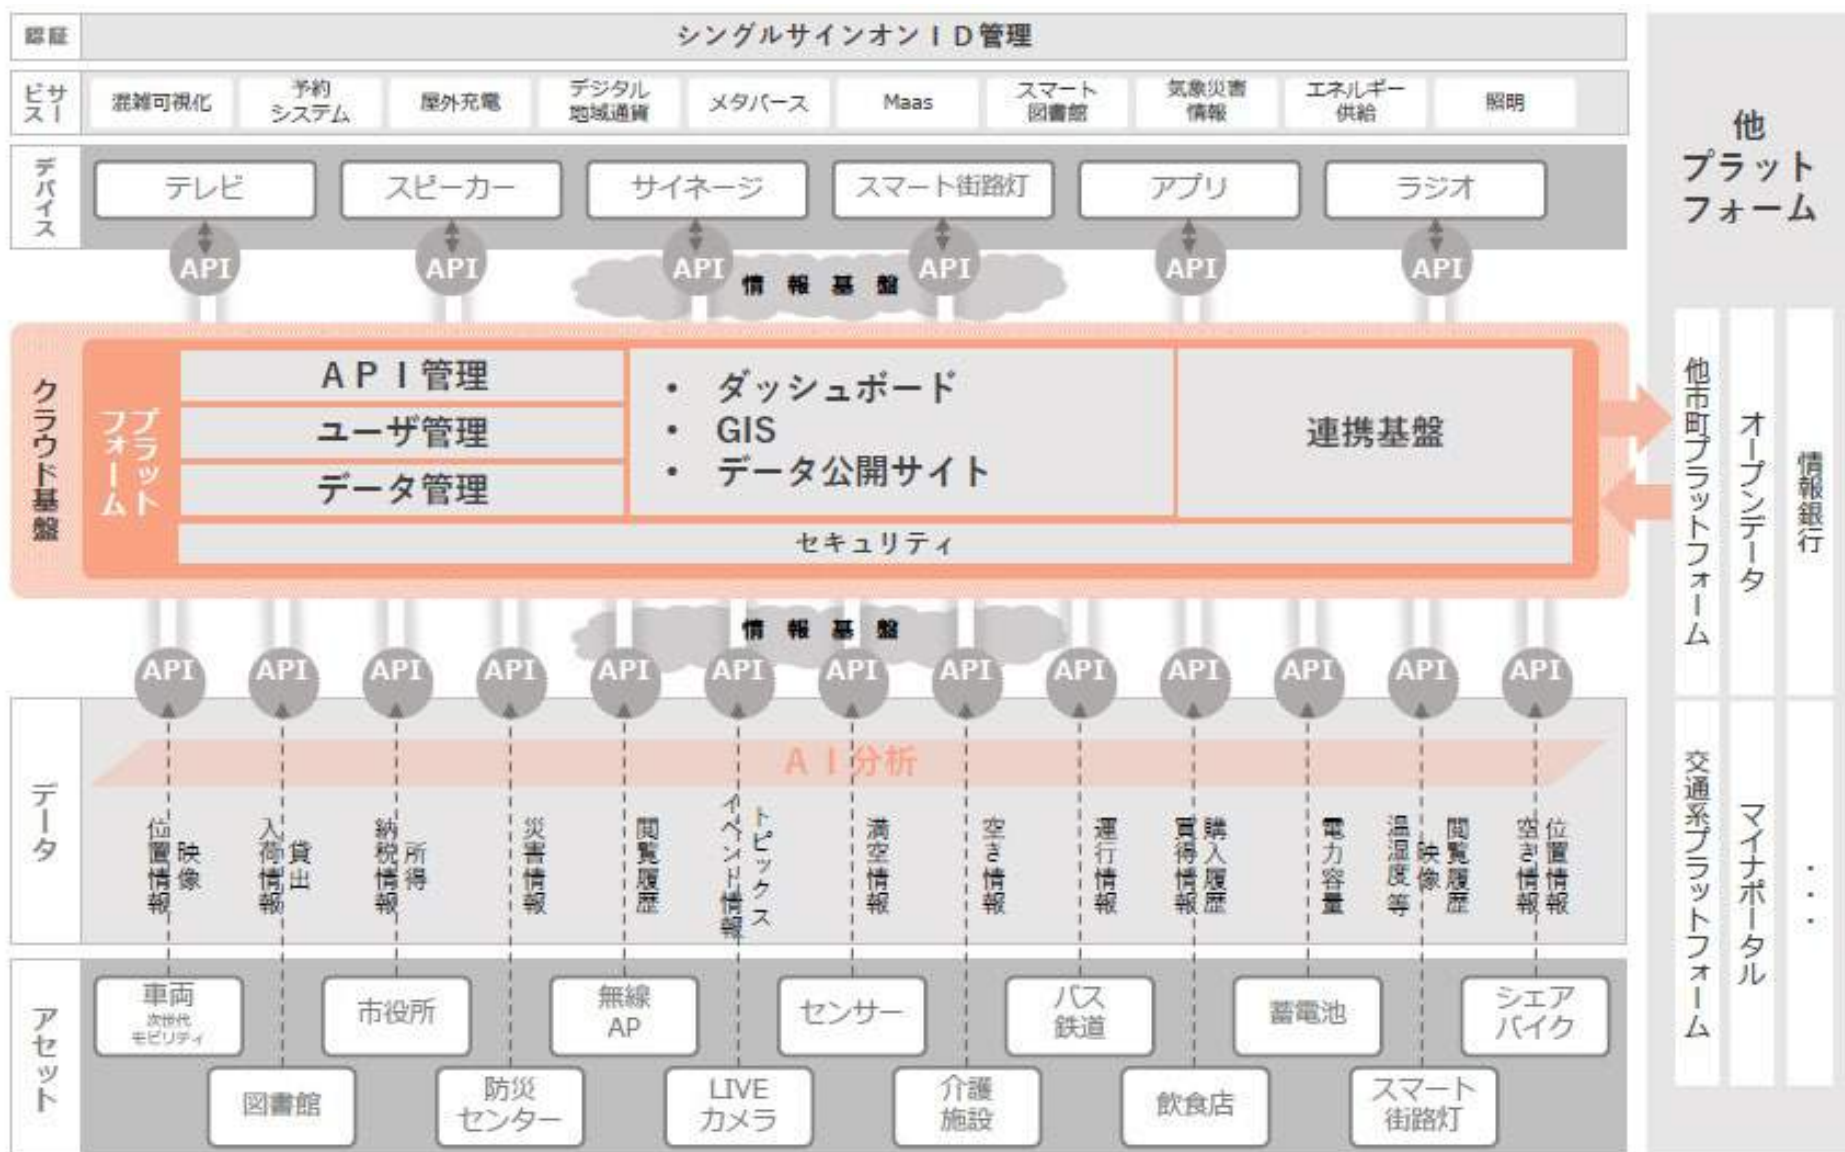 認証
シングルサインオンＩＤ管理
サービス
混雑可視化
予約
システム
屋外充電
デジタル
地域通貨
メタバース
Maas
スマート
図書館
気象災害
情報
エネルギー
供給
照明
デバイス
テレビ
スピーカー
サイネージ
スマート街路灯
アプリ
ラジオ
API
API
API
API
API
API
情報基盤
クラウド基盤
プラット
フォーム
ＡＰＩ管理
ユーザ管理
データ管理
・ ダッシュボード
・ GIS
・ データ公開サイト
連携基盤
セキュリティ
情報基盤
API
API
API
API
API
API
API
API
API
API
API
API
API
データ
ＡＩ分析
映像
位置情報
貸出
入荷情報
所得
納税情報
災害情報
閲覧履歴
トピックス
イベント情報
満空情報
空き情報
運行情報
購入履歴
買得情報
電力容量
閲覧履歴
映像
温湿度等
位置情報
空き情報
アセット
車両
次世代
モビリティ
市役所
無線
AP
センサー
バス
鉄道
蓄電池
シェア
バイク
図書館
防災
センター
LIVE
カメラ
介護
施設
飲食店
スマート
街路灯
他
プラット
フォーム
他市町プラットフォーム
オープンデータ
情報銀行
交通系プラットフォーム
マイナポータル
・・・